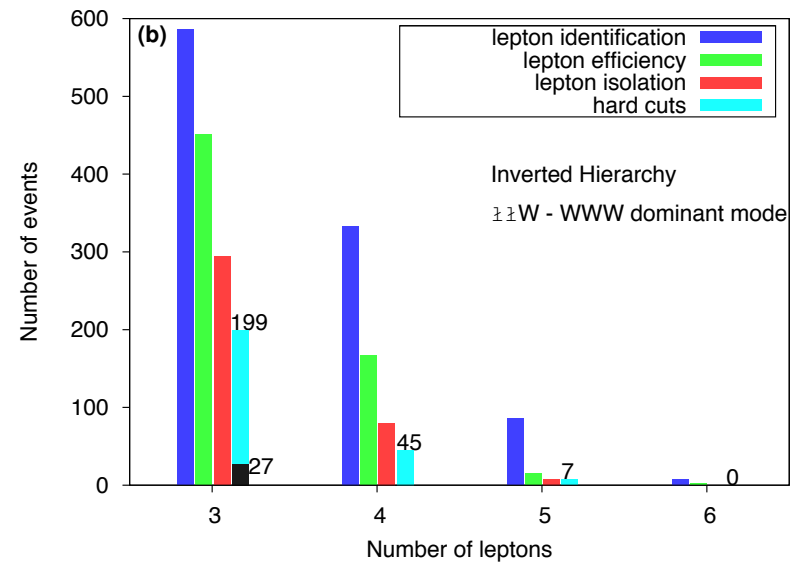 (b)
lepton identification
lepton efficiency
lepton isolation
hard cuts
Inverted Hierarchy
W - WWW dominant mode
Number of events
600
500
400
300
200
100
0
199
27
45
7
0
3
4
5
6
Number of leptons